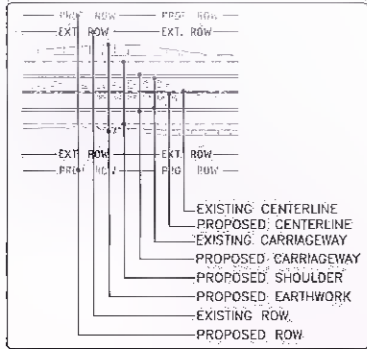 PROP ROW PROP ROW
EXT. ROW EXT. ROW
EXT. ROW EXT. ROW
PROP ROW PRO ROW
EXISTING CENTERLINE
PROPOSED CENTERLINE
EXISTING CARRIAGEWAY
PROPOSED CARRIAGEWAY
PROPOSED SHOULDER
PROPOSED EARTHWORK
EXISTING ROW
PROPOSED ROW